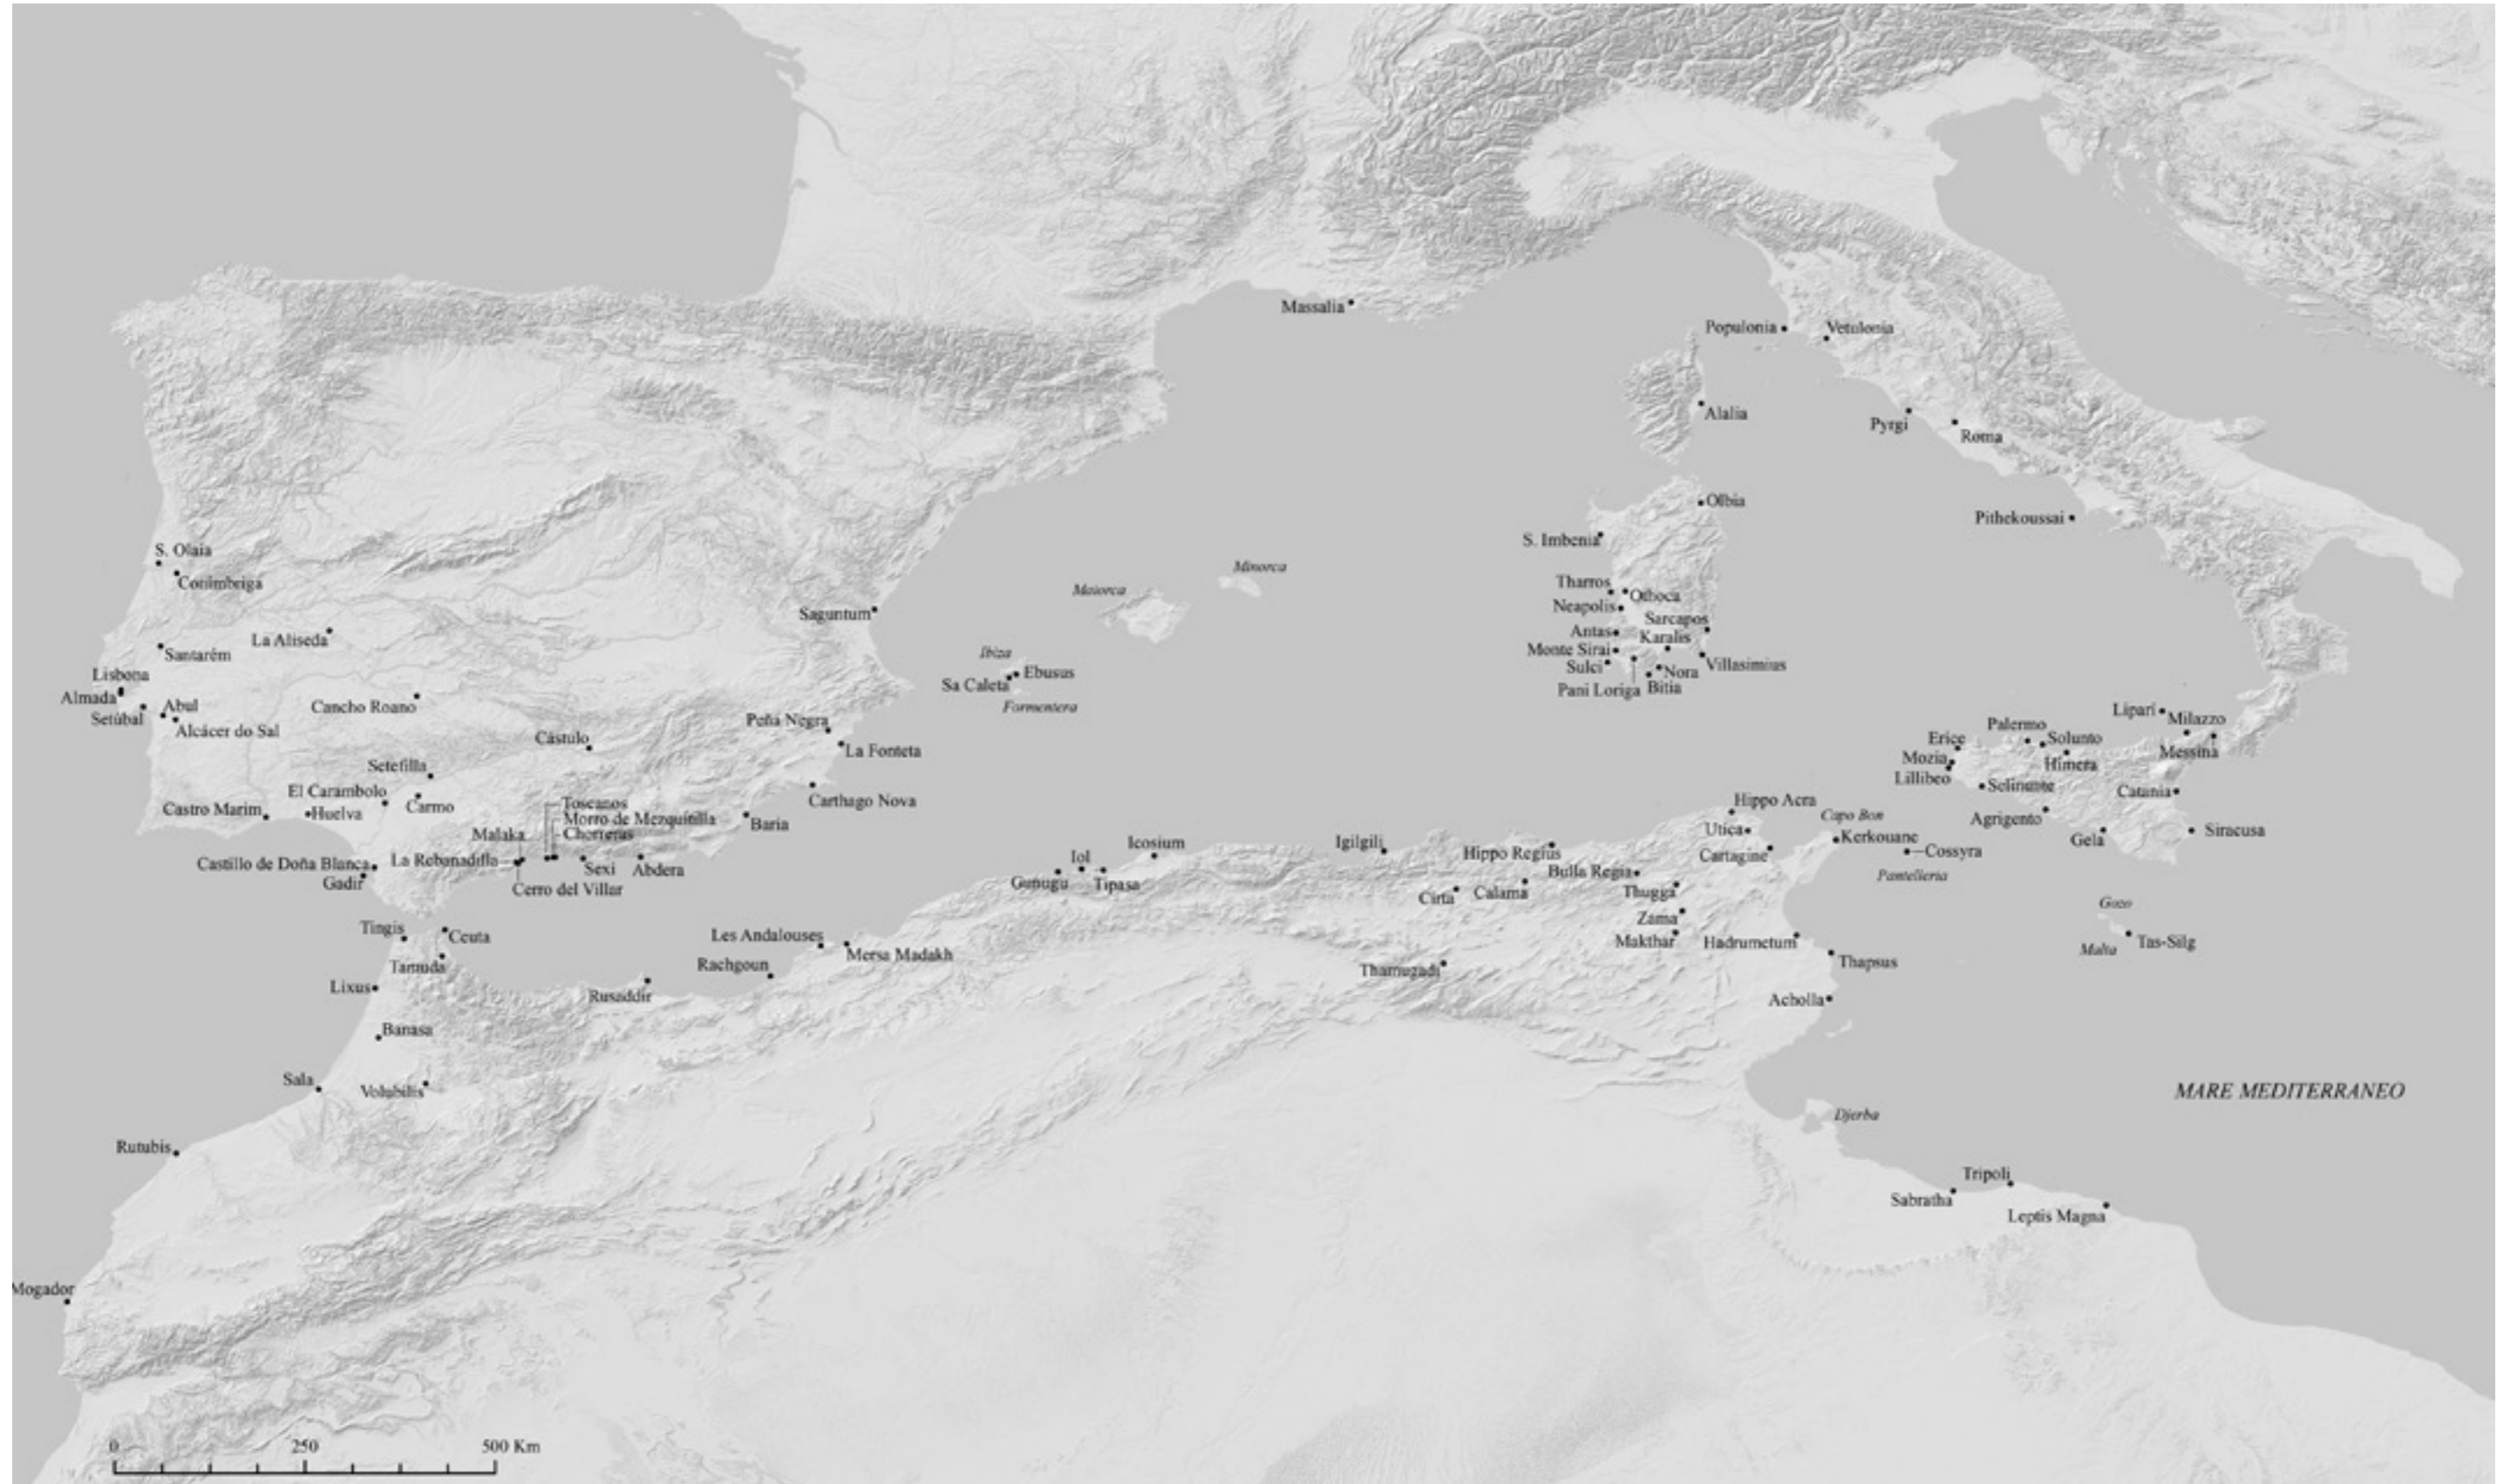 Massalia
Populonia
Vetulonia
Alalia
Pyrgi
Roma
Olbia
Pithekoussai
S. Imbenia
S. Olaia
Conimbriga
Maiorca
Minorca
Tharros
Othoca
Neapolis
Saguntum
Sarcapos
Antas
Karalis
La Aliseda
Santarém
Ibiza
Monte Sirai
Sulci
Nora
Villasimius
Lisbona
Ebusus
Sa Caleta
Pani Loriga
Bitia
Almada
Abul
Setúbal
Cancho Roano
Formentera
Alcácer do Sal
Peña Negra
Lipari
Milazzo
Palermo
Cástulo
La Fonteta
Erice
Solunto
Messina
Mozia
Himera
Setefilla
Lillibeo
Selinunte
El Carambolo
Catania
Castro Marim
Huelva
Carmo
Toscanos
Carthago Nova
Hippo Acra
Morro de Mezquitilla
Baria
Capo Bon
Agrigento
Malaka
Chorreras
Utica
Kerkouane
Gela
Siracusa
Icosium
Igilgili
Castillo de Doña Blanca
La Rebanadilla
Iol
Hippo Regius
Cartagine
Cossyra
Gadir
Sexi
Abdera
Gunugu
Tipasa
Bulla Regia
Pantelleria
Cerro del Villar
Cirta
Calama
Thugga
Gozo
Zama
Tingis
Ceuta
Les Andalouses
Makthar
Hadrumetum
Tas-Silg
Malta
Tamuda
Rachgoun
Mersa Madakh
Thamugadi
Thapsus
Lixus
Rusaddir
Acholla
Banasa
Sala
Volubilis
MARE MEDITERRANEO
Djerba
Rutubis
Tripoli
Sabratha
Leptis Magna
Mogador
0 250 500 Km